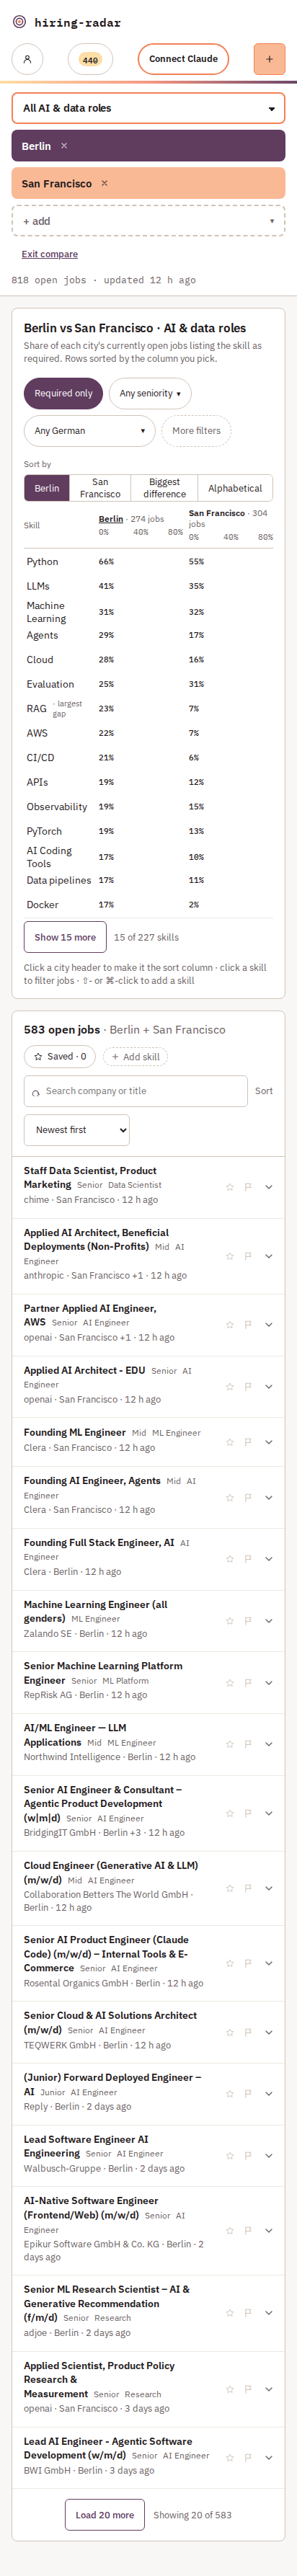 hiring-radar
440
Connect Claude
+
All AI & data roles
Berlin ×
San Francisco ×
+ add
Exit compare
818 open jobs · updated 12 h ago
Berlin vs San Francisco · AI & data roles
Share of each city's currently open jobs listing the skill as
required. Rows sorted by the column you pick.
Required only
Any seniority
Any German
More filters
Sort by
Berlin
San
Francisco
Biggest
difference
Alphabetical
Skill
Berlin · 274 jobs
0% 40% 80%
San Francisco · 304
jobs
0% 40% 80%
Python 66% 55%
LLMs 41% 35%
Machine
Learning 31% 32%
Agents 29% 17%
Cloud 28% 16%
Evaluation 25% 31%
RAG · largest
gap 23% 7%
AWS 22% 7%
CI/CD 21% 6%
APIs 19% 12%
Observability 19% 15%
PyTorch 19% 13%
AI Coding
Tools 17% 10%
Data pipelines 17% 11%
Docker 17% 2%
Show 15 more 15 of 227 skills
Click a city header to make it the sort column · click a skill
to filter jobs · ⇧- or ⌘-click to add a skill
583 open jobs · Berlin + San Francisco
Saved · 0
+ Add skill
Search company or title
Sort
Newest first
Staff Data Scientist, Product
Marketing Senior Data Scientist
chime · San Francisco · 12 h ago
Applied AI Architect, Beneficial
Deployments (Non-Profits) Mid AI
Engineer
anthropic · San Francisco +1 · 12 h ago
Partner Applied AI Engineer,
AWS Senior AI Engineer
openai · San Francisco +1 · 12 h ago
Applied AI Architect - EDU Senior AI
Engineer
openai · San Francisco · 12 h ago
Founding ML Engineer Mid ML Engineer
Clera · San Francisco · 12 h ago
Founding AI Engineer, Agents Mid AI
Engineer
Clera · San Francisco · 12 h ago
Founding Full Stack Engineer, AI AI
Engineer
Clera · Berlin · 12 h ago
Machine Learning Engineer (all
genders) ML Engineer
Zalando SE · Berlin · 12 h ago
Senior Machine Learning Platform
Engineer Senior ML Platform
RepRisk AG · Berlin · 12 h ago
AI/ML Engineer — LLM
Applications Mid ML Engineer
Northwind Intelligence · Berlin · 12 h ago
Senior AI Engineer & Consultant –
Agentic Product Development
(w|m|d) Senior AI Engineer
BridgingIT GmbH · Berlin +3 · 12 h ago
Cloud Engineer (Generative AI & LLM)
(m/w/d) Mid AI Engineer
Collaboration Betters The World GmbH ·
Berlin · 12 h ago
Senior AI Product Engineer (Claude
Code) (m/w/d) – Internal Tools & E-
Commerce Senior AI Engineer
Rosental Organics GmbH · Berlin · 12 h ago
Senior Cloud & AI Solutions Architect
(m/w/d) Senior AI Engineer
TEQWERK GmbH · Berlin · 12 h ago
(Junior) Forward Deployed Engineer –
AI Junior AI Engineer
Reply · Berlin · 2 days ago
Lead Software Engineer AI
Engineering Senior AI Engineer
Walbusch-Gruppe · Berlin · 2 days ago
AI-Native Software Engineer
(Frontend/Web) (m/w/d) Senior AI
Engineer
Epikur Software GmbH & Co. KG · Berlin · 2
days ago
Senior ML Research Scientist – AI &
Generative Recommendation
(f/m/d) Senior Research
adjoe · Berlin · 2 days ago
Applied Scientist, Product Policy
Research &
Measurement Senior Research
openai · San Francisco · 3 days ago
Lead AI Engineer - Agentic Software
Development (w/m/d) Senior AI Engineer
BWI GmbH · Berlin · 3 days ago
Load 20 more Showing 20 of 583